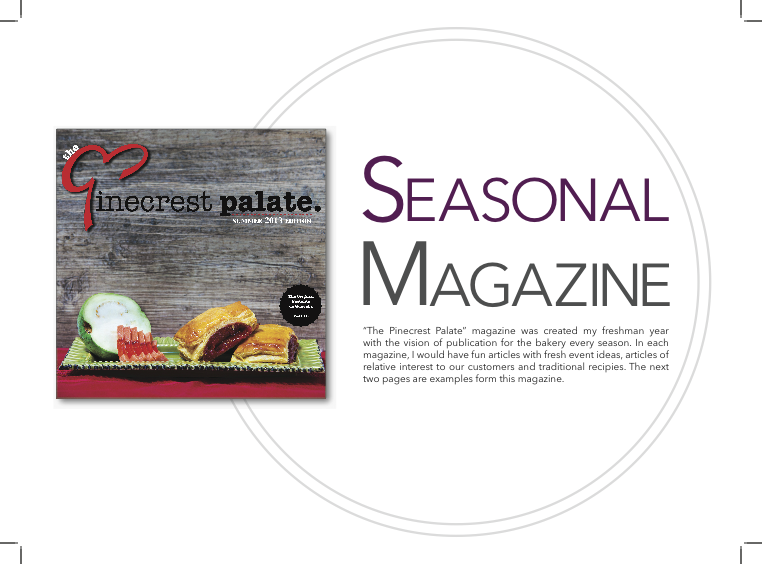 the
inecrest palate.
SUMMER 2013 EDITION
SEASONAL
MAGAZINE
“The Pinecrest Palate” magazine was created my freshman year
with the vision of publication for the bakery every season. In each
magazine, I would have fun articles with fresh event ideas, articles of
relative interest to our customers and traditional recipies. The next
two pages are examples form this magazine.